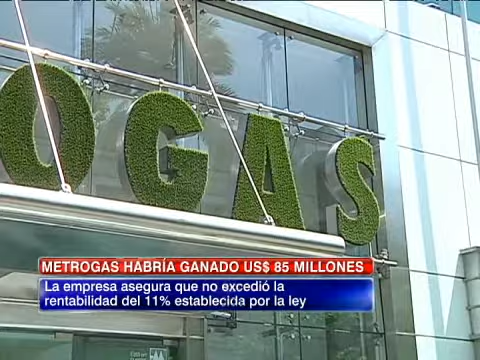 OGAS
METROGAS HABRÍA GANADO US$ 85 MILLONES
La empresa asegura que no excedió la
rentabilidad del 11% establecida por la ley